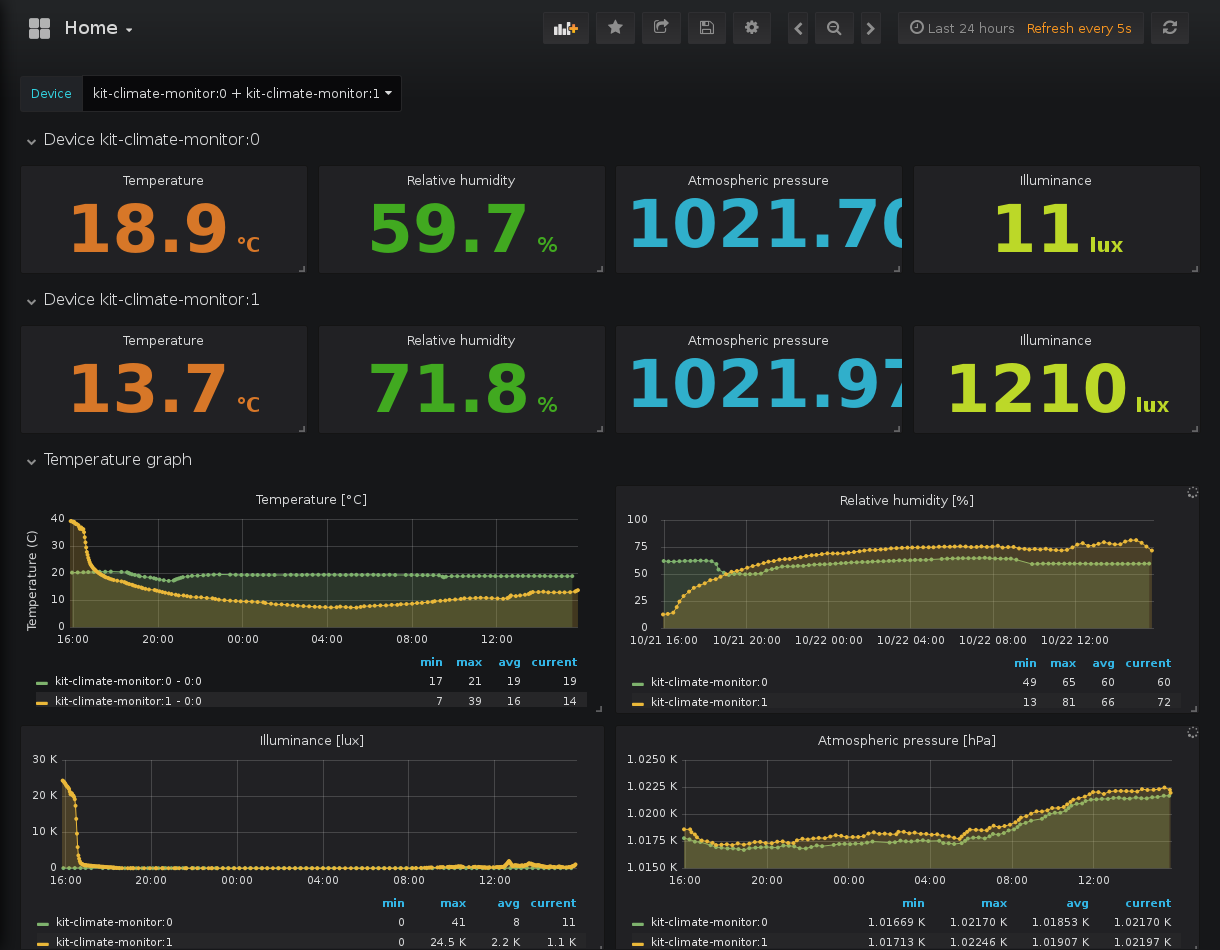 Home
Last 24 hours Refresh every 5s
Device kit-climate-monitor:0 + kit-climate-monitor:1
Device kit-climate-monitor:0
Temperature Relative humidity Atmospheric pressure Illuminance
18.9 °C 59.7 % 1021.70 11 lux
Device kit-climate-monitor:1
Temperature Relative humidity Atmospheric pressure Illuminance
13.7 °C 71.8 % 1021.97 1210 lux
Temperature graph
Temperature [°C]
Temperature (C)
40
30
20
10
0
16:00 20:00 00:00 04:00 08:00 12:00
min max avg current
kit-climate-monitor:0 - 0:0 17 21 19 19
kit-climate-monitor:1 - 0:0 7 39 16 14
Relative humidity [%]
100
75
50
25
0
10/21 16:00 10/21 20:00 10/22 00:00 10/22 04:00 10/22 08:00 10/22 12:00
min max avg current
kit-climate-monitor:0 49 65 60 60
kit-climate-monitor:1 13 81 66 72
Illuminance [lux]
30 K
20 K
10 K
0
16:00 20:00 00:00 04:00 08:00 12:00
min max avg current
kit-climate-monitor:0 0 41 8 11
kit-climate-monitor:1 0 24.5 K 2.2 K 1.1 K
Atmospheric pressure [hPa]
1.0250 K
1.0225 K
1.0200 K
1.0175 K
1.0150 K
16:00 20:00 00:00 04:00 08:00 12:00
min max avg current
kit-climate-monitor:0 1.01669 K 1.02170 K 1.01853 K 1.02170 K
kit-climate-monitor:1 1.01713 K 1.02246 K 1.01907 K 1.02197 K